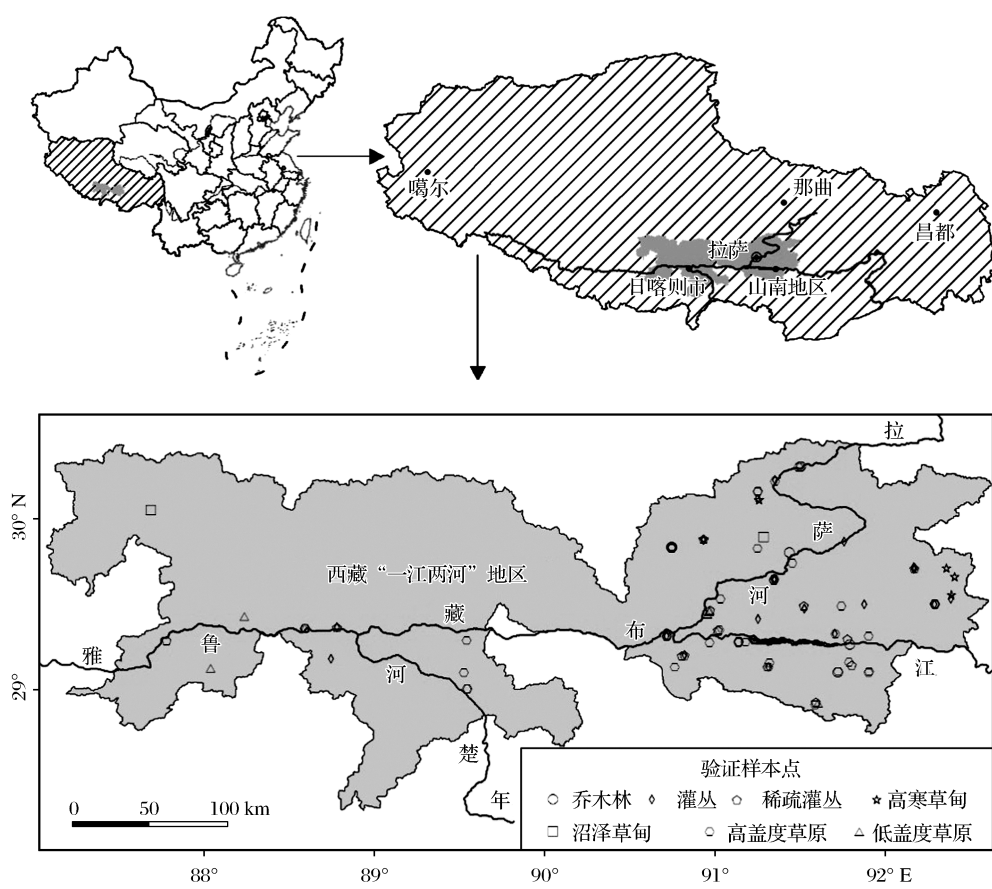 噶尔
那曲
昌都
拉萨
日喀则市
山南地区
拉
萨
河
西藏“一江两河”地区
雅
鲁
藏
布
江
河
楚
年
30° N
29°
验证样本点
乔木林
灌丛
稀疏灌丛
高寒草甸
沼泽草甸
高盖度草原
低盖度草原
0 50 100 km
88° 89° 90° 91° 92° E